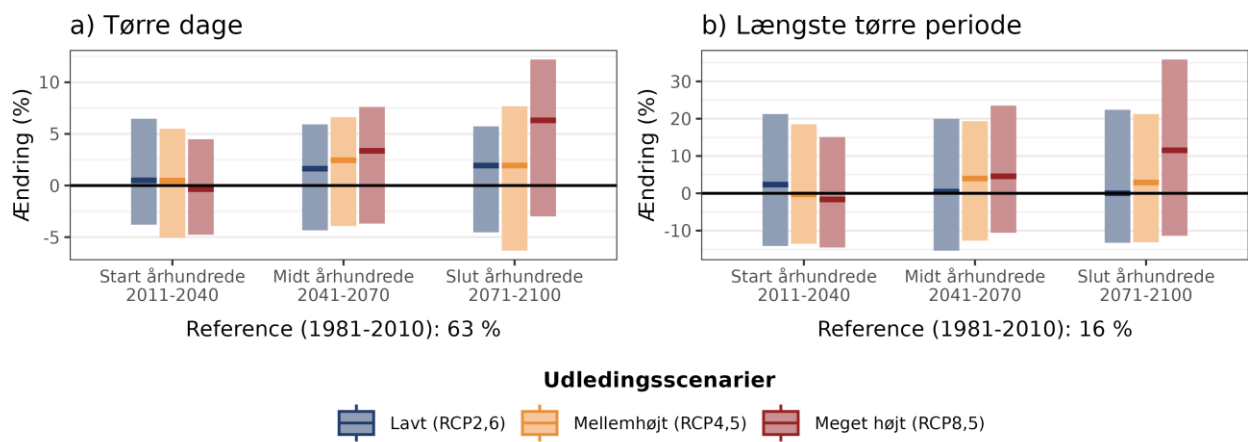 a) Tørre dage
Ændring (%)
10
5
0
-5
Start århundrede
2011-2040
Midt århundrede
2041-2070
Slut århundrede
2071-2100
Reference (1981-2010): 63 %
b) Længste tørre periode
Ændring (%)
30
20
10
0
-10
Start århundrede
2011-2040
Midt århundrede
2041-2070
Slut århundrede
2071-2100
Reference (1981-2010): 16 %
Udledingsscenarier
Lavt (RCP2,6)
Mellemhøjt (RCP4,5)
Meget højt (RCP8,5)